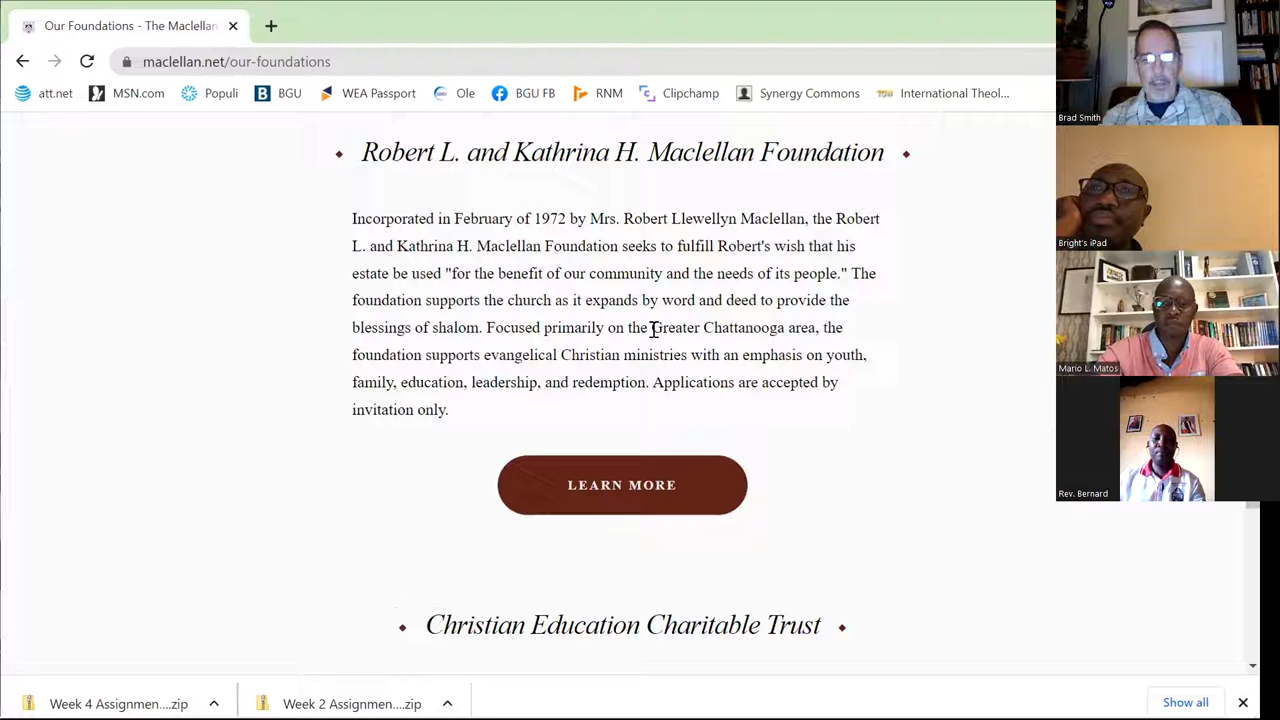 Our Foundations - The Maclellan
maclellan.net/our-foundations
att.net MSN.com Populi BGU WEA Passport Ole BGU FB RNM Clipchamp Synergy Commons International Theol...
Robert L. and Kathrina H. Maclellan Foundation
Incorporated in February of 1972 by Mrs. Robert Llewellyn Maclellan, the Robert
L. and Kathrina H. Maclellan Foundation seeks to fulfill Robert's wish that his
estate be used "for the benefit of our community and the needs of its people." The
foundation supports the church as it expands by word and deed to provide the
blessings of shalom. Focused primarily on the Greater Chattanooga area, the
foundation supports evangelical Christian ministries with an emphasis on youth,
family, education, leadership, and redemption. Applications are accepted by
invitation only.
LEARN MORE
Christian Education Charitable Trust
Week 4 Assignmen....zip Week 2 Assignmen....zip Show all
Brad Smith
Bright's iPad
Mario L. Matos
Rev. Bernard